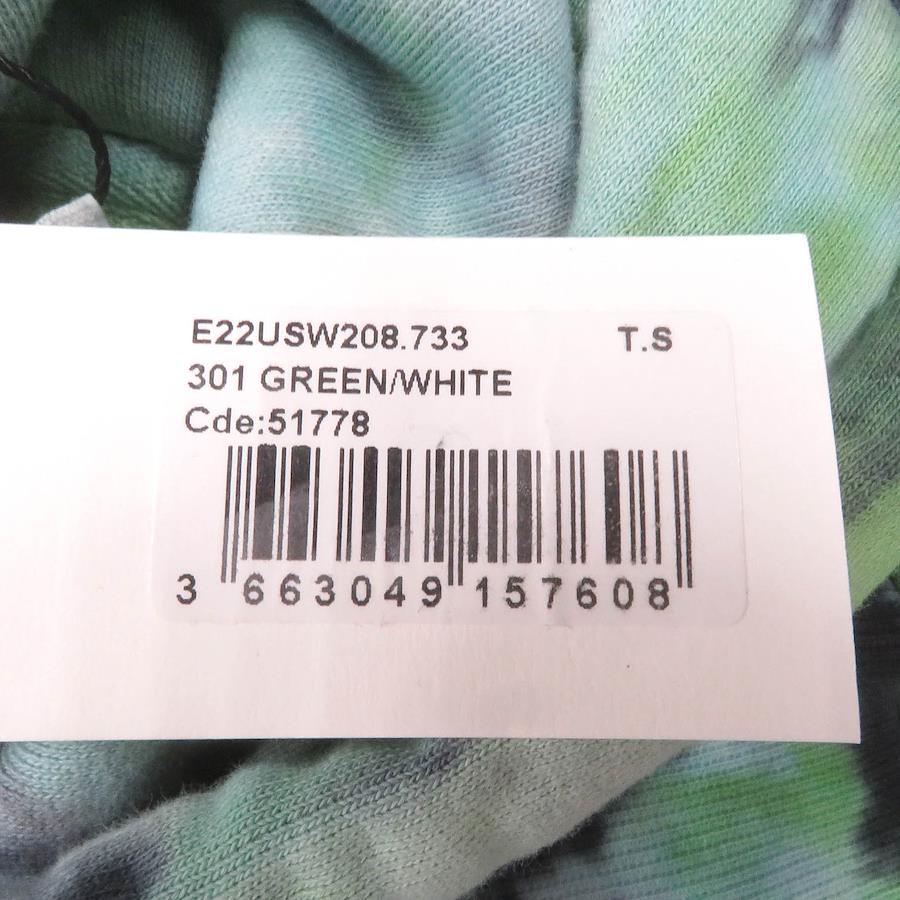 E22USW208.733 T.S
301 GREEN/WHITE
Cde:51778
3 663049 157608